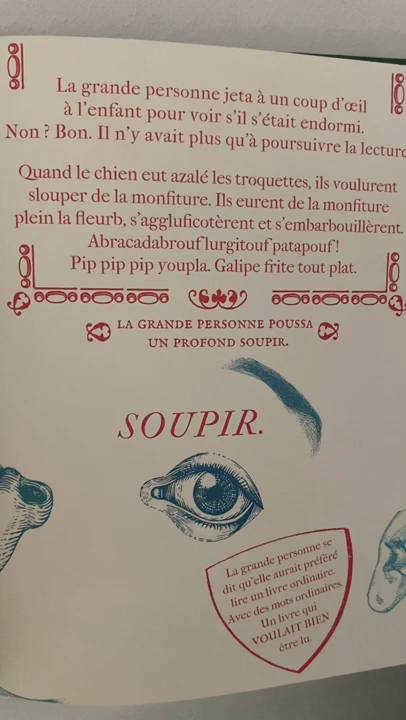 La grande personne jeta à un coup d'œil
à l'enfant pour voir s'il s'était endormi.
Non ? Bon. Il n'y avait plus qu'à poursuivre la lecture
Quand le chien eut azalé les troquettes, ils voulurent
slouper de la monfiture. Ils eurent de la monfiture
plein la fleurb, s'aggluficotèrent et s'embarbouillèrent.
Abracadabrouflurgitouf patapouf !
Pip pip pip youpla. Galipe frite tout plat.
LA GRANDE PERSONNE POUSSA
UN PROFOND SOUPIR.
SOUPIR.
La grande personne se
dit qu'elle aurait préféré
lire un livre ordinaire.
Avec des mots ordinaires.
Un livre qui
VOULAIT BIEN
être lu.